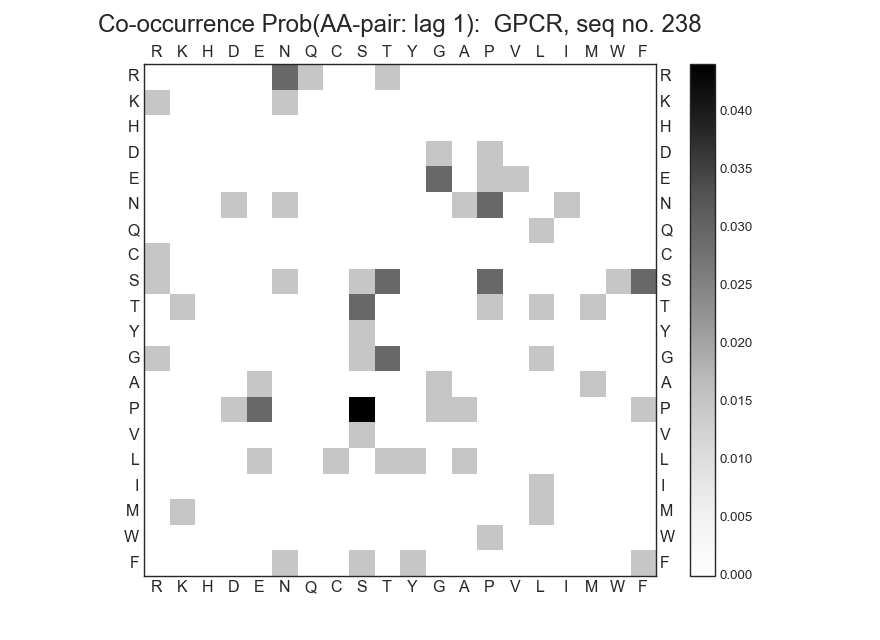 Co-occurrence Prob(AA-pair: lag 1):  GPCR, seq no. 238
R K H D E N Q C S T Y G A P V L I M W F
R R
K K
H H
D D
E E
N N
Q Q
C C
S S
T T
Y Y
G G
A A
P P
V V
L L
I I
M M
W W
F F
R K H D E N Q C S T Y G A P V L I M W F
0.040
0.035
0.030
0.025
0.020
0.015
0.010
0.005
0.000